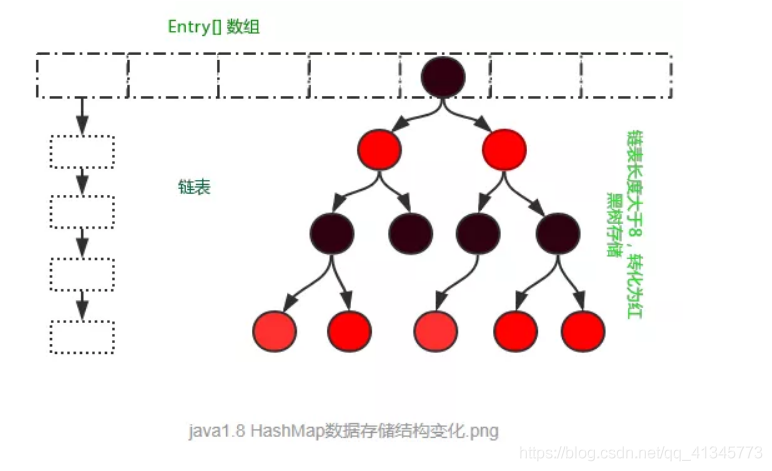 Entry[] 数组
链表
链表长度大于8，转化为红
黑树存储
java1.8 HashMap数据存储结构变化.png
https://blog.csdn.net/qq_41345773